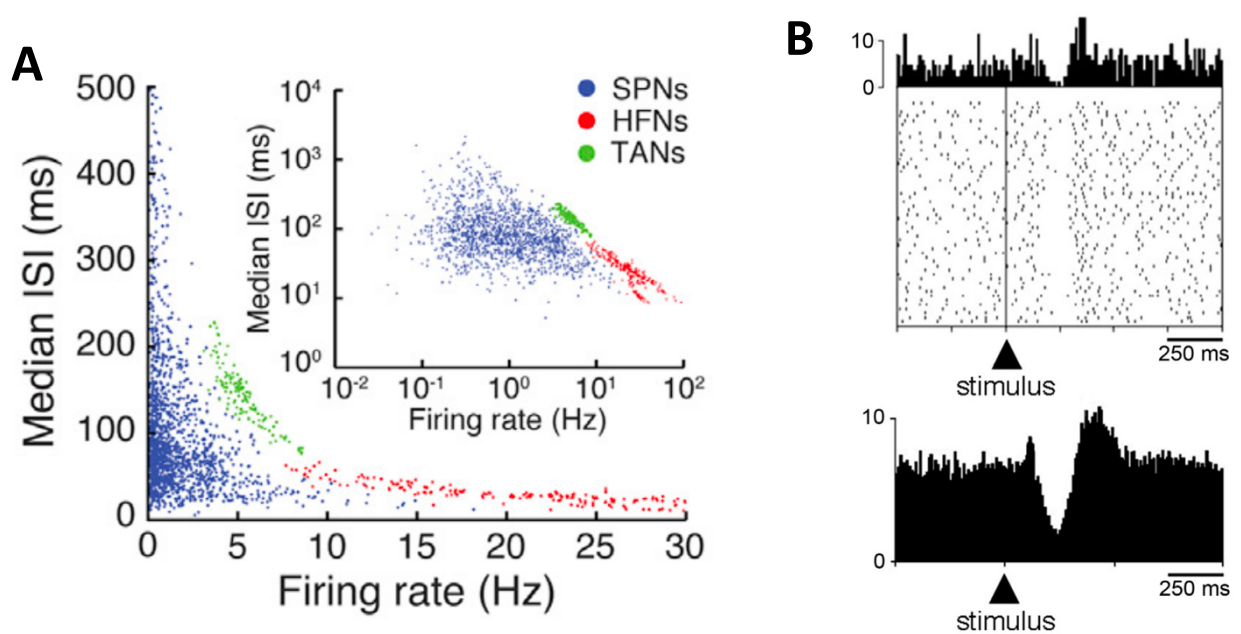 A
Median ISI (ms)
500
400
300
200
100
0
0 5 10 15 20 25 30
Firing rate (Hz)
Median ISI (ms)
10⁴
10³
10²
10¹
10⁰
10⁻² 10⁻¹ 10⁰ 10¹ 10²
Firing rate (Hz)
SPNs
HFNs
TANs
B
10
0
250 ms
stimulus
10
5
0
250 ms
stimulus